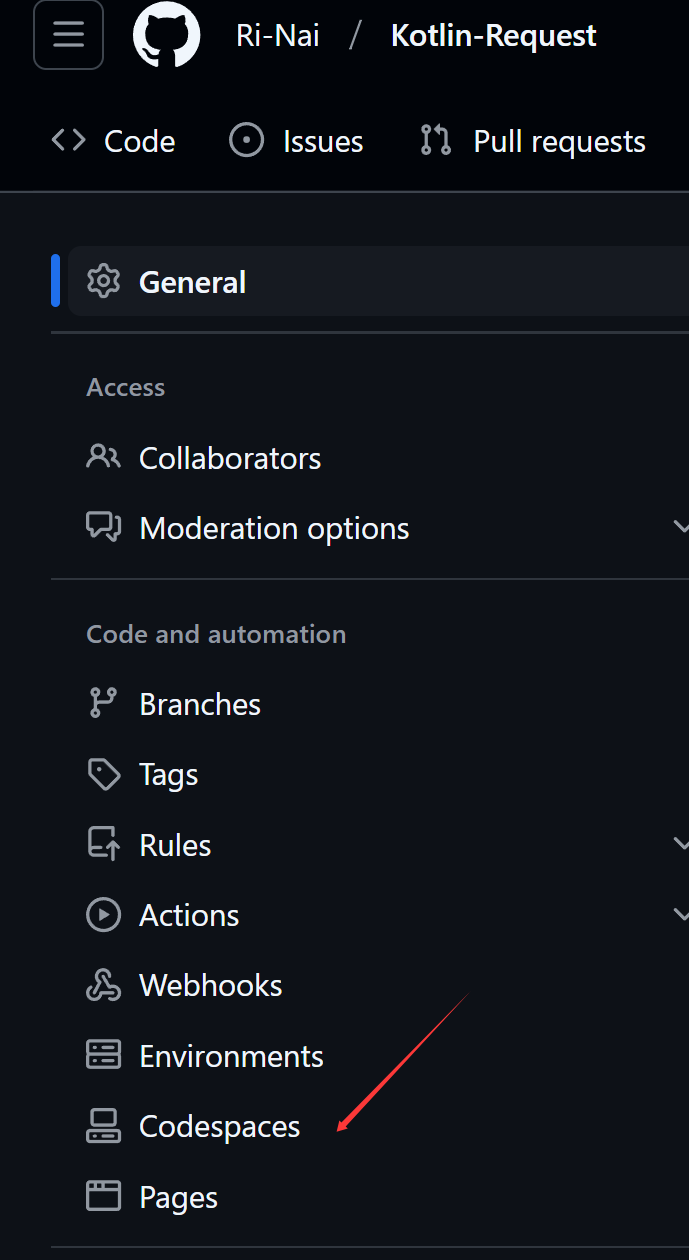 Ri-Nai / Kotlin-Request
Code Issues Pull requests
General
Access
Collaborators
Moderation options
Code and automation
Branches
Tags
Rules
Actions
Webhooks
Environments
Codespaces
Pages